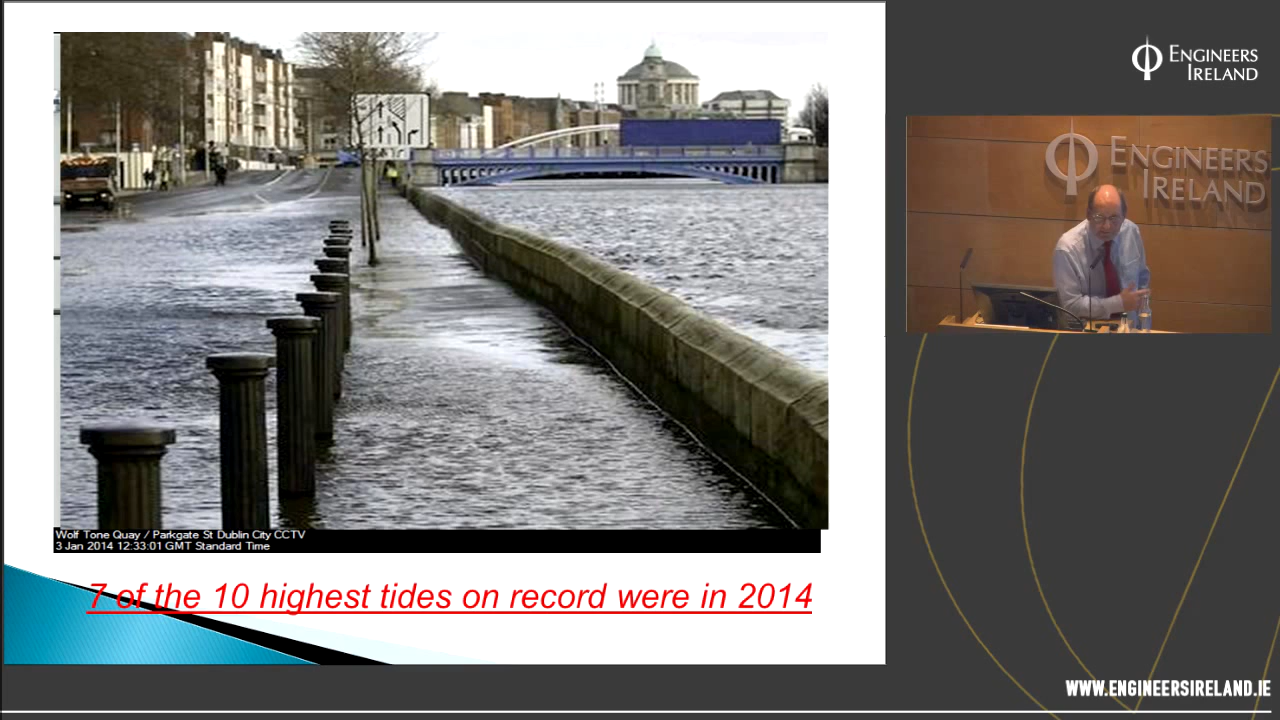 Wolf Tone Quay / Parkgate St Dublin City CCTV
3 Jan 2014 12:33:01 GMT Standard Time
7 of the 10 highest tides on record were in 2014
ENGINEERS
IRELAND
ENGINEERS
IRELAND
WWW.ENGINEERSIRELAND.IE